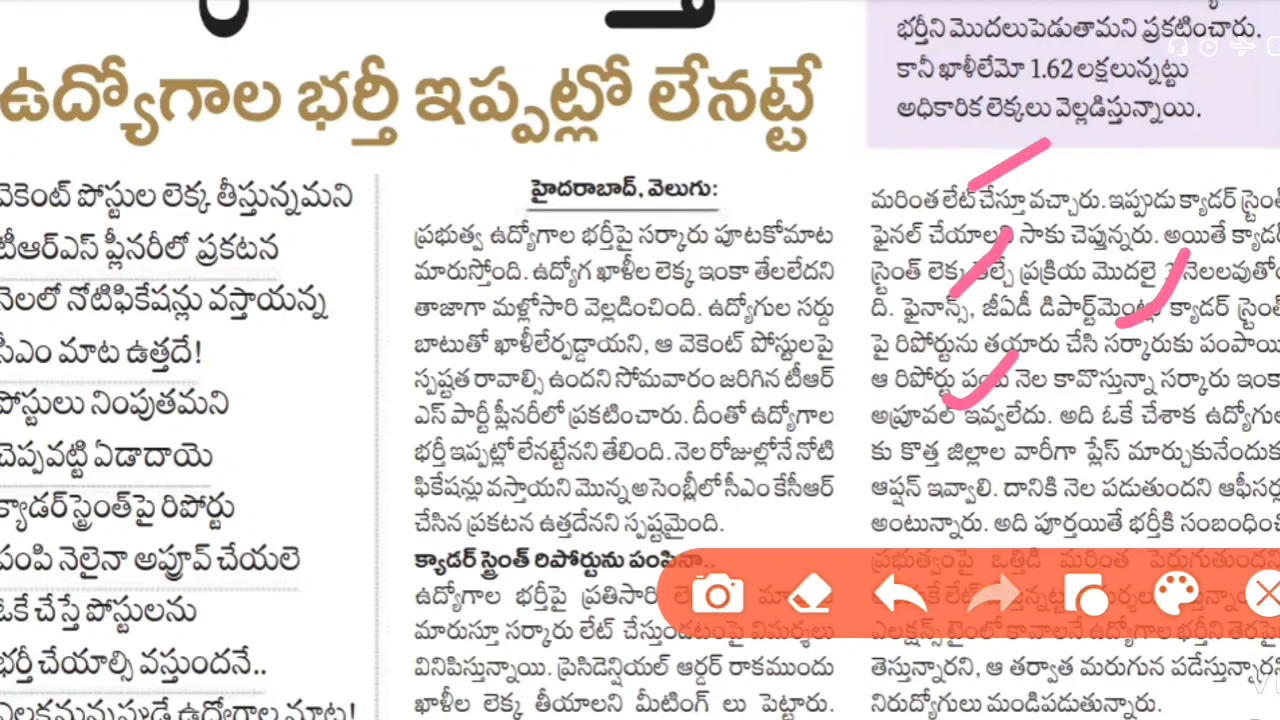 ఉద్యోగాల భర్తీ ఇప్పట్లో లేనట్టే
వెకెంట్ పోస్టుల లెక్క తీస్తున్నమని
టీఆర్ఎస్ ప్లీనరీలో ప్రకటన
నెలలో నోటిఫికేషన్లు వస్తాయన్న
సీఎం మాట ఉత్తదే!
పోస్టులు నింపుతమని
చెప్పవట్టి ఏడాదాయె
క్యాడర్ స్ట్రెంత్‌పై రిపోర్టు
పంపి నెలైనా అప్రూవ్ చేయలె
ఓకే చేస్తే పోస్టులను
భర్తీ చేయాల్సి వస్తుందనే..
హైదరాబాద్, వెలుగు:
ప్రభుత్వ ఉద్యోగాల భర్తీపై సర్కారు పూటకోమాట
మారుస్తోంది. ఉద్యోగ ఖాళీల లెక్క ఇంకా తేలలేదని
తాజాగా మళ్లోసారి వెల్లడించింది. ఉద్యోగుల సర్దు
బాటుతో ఖాళీలేర్పడ్డాయని, ఆ వెకెంట్ పోస్టులపై
స్పష్టత రావాల్సి ఉందని సోమవారం జరిగిన టీఆర్
ఎస్ పార్టీ ప్లీనరీలో ప్రకటించారు. దీంతో ఉద్యోగాల
భర్తీ ఇప్పట్లో లేనట్టేనని తేలింది. నెల రోజుల్లోనే నోటి
ఫికేషన్లు వస్తాయని మొన్న అసెంబ్లీలో సీఎం కేసీఆర్
చేసిన ప్రకటన ఉత్తదేనని స్పష్టమైంది.
క్యాడర్ స్ట్రెంత్ రిపోర్టును పంపినా..
ఉద్యోగాల భర్తీపై ప్రతిసారి
మారుస్తూ సర్కారు లేట్ చేస్తుండటంపై విమర్శలు
వినిపిస్తున్నాయి. ప్రెసిడెన్షియల్ ఆర్డర్ రాకముందు
ఖాళీల లెక్క తీయాలని మీటింగ్ లు పెట్టారు.
భర్తీని మొదలుపెడుతామని ప్రకటించారు.
కానీ ఖాళీలేమో 1.62 లక్షలున్నట్టు
అధికారిక లెక్కలు వెల్లడిస్తున్నాయి.
మరింత లేట్ చేస్తూ వచ్చారు. ఇప్పుడు క్యాడర్ స్ట్రెంత్
ఫైనల్ చేయాలని సాకు చెప్తున్నరు. అయితే క్యాడర్
స్ట్రెంత్ లెక్క తేల్చే ప్రక్రియ మొదలై నెలలవుతోం
ది. ఫైనాన్స్, జీఏడీ డిపార్ట్‌మెంట్లు క్యాడర్ స్ట్రెంత్
పై రిపోర్టును తయారు చేసి సర్కారుకు పంపాయి
ఆ రిపోర్టు పంపి నెల కావొస్తున్నా సర్కారు ఇంకా
అప్రూవల్ ఇవ్వలేదు. అది ఓకే చేశాక ఉద్యోగుల
కు కొత్త జిల్లాల వారీగా ప్లేస్ మార్చుకునేందుకు
ఆప్షన్ ఇవ్వాలి. దానికి నెల పడుతుందని ఆఫీసర్లు
అంటున్నారు. అది పూర్తయితే భర్తీకి సంబంధించి
ప్రభుత్వంపై ఒత్తిడి మరింత పెరుగుతుందని
ఎలక్షన్స్ టైంలో కావాలనే ఉద్యోగాల భర్తీని తెరపైకి
తెస్తున్నారని, ఆ తర్వాత మరుగున పడేస్తున్నారని
నిరుద్యోగులు మండిపడుతున్నారు.